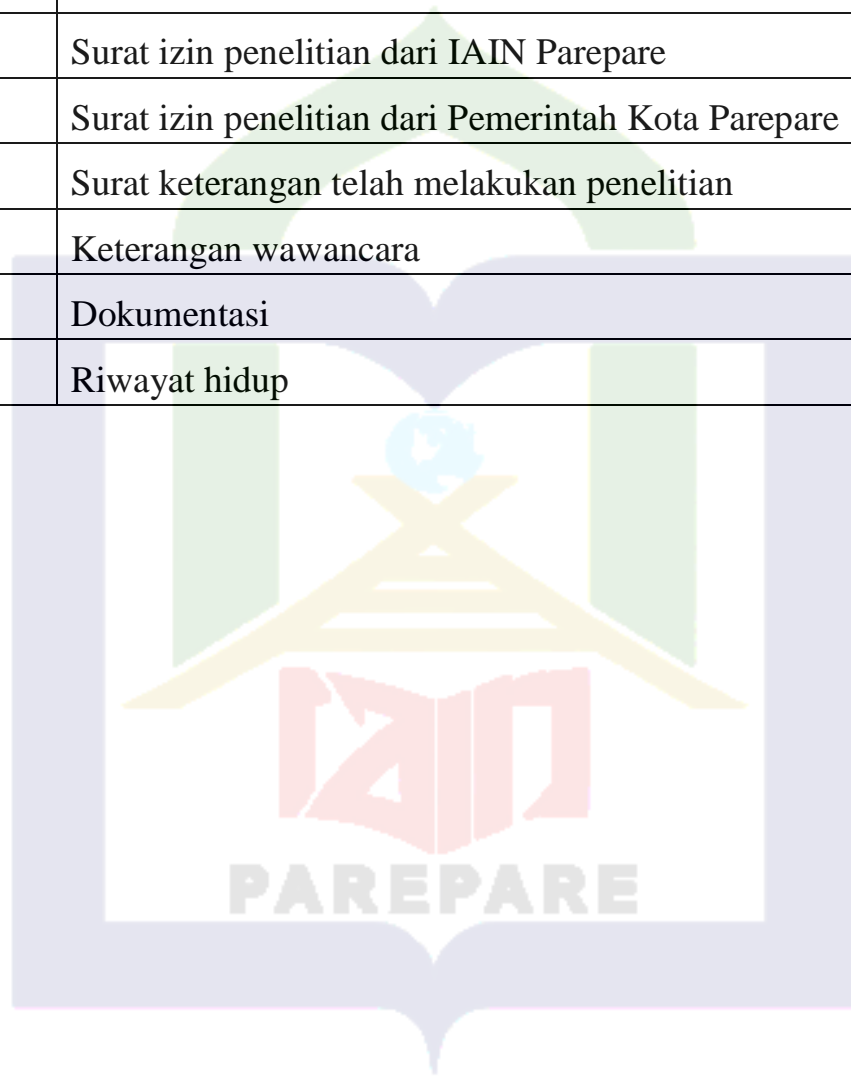 Surat izin penelitian dari IAIN Parepare
Surat izin penelitian dari Pemerintah Kota Parepare
Surat keterangan telah melakukan penelitian
Keterangan wawancara
Dokumentasi
Riwayat hidup
iain
PAREPARE